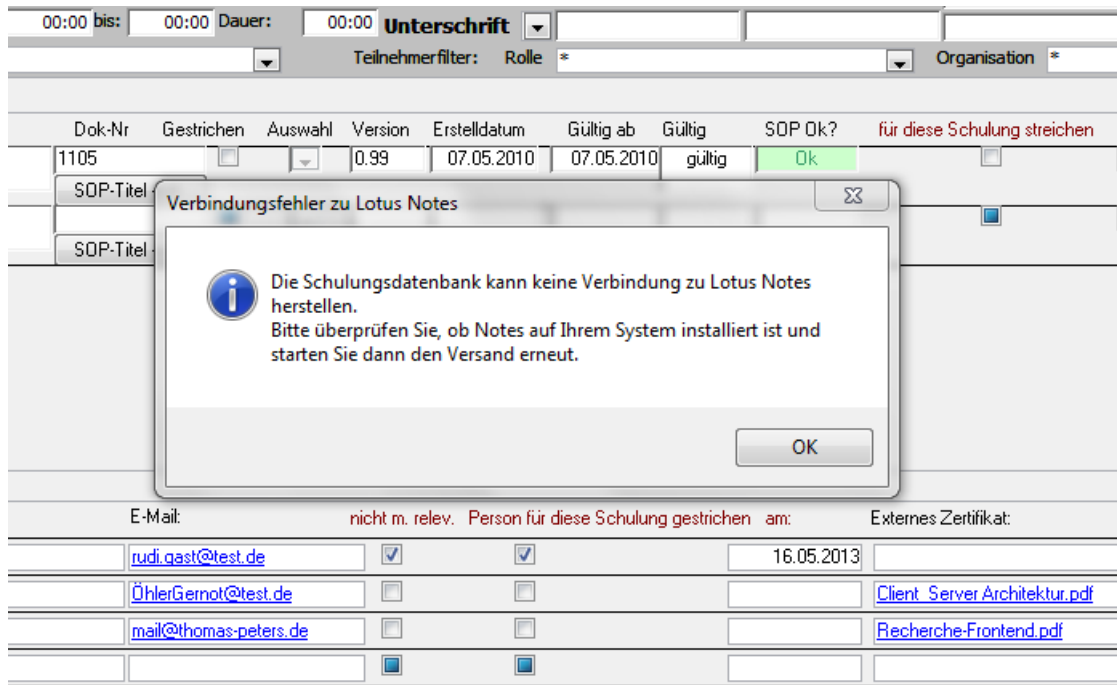 00:00 bis: 00:00 Dauer: 00:00 Unterschrift
Teilnehmerfilter: Rolle * Organisation *
Dok-Nr Gestrichen Auswahl Version Erstelldatum Gültig ab Gültig SOP Ok? für diese Schulung streichen
1105 0.99 07.05.2010 07.05.2010 gültig Ok
SOP-Titel -
SOP-Titel -
Verbindungsfehler zu Lotus Notes
Die Schulungsdatenbank kann keine Verbindung zu Lotus Notes
herstellen.
Bitte überprüfen Sie, ob Notes auf Ihrem System installiert ist und
starten Sie dann den Versand erneut.
OK
E-Mail: nicht m. relev. Person für diese Schulung gestrichen am: Externes Zertifikat:
rudi.gast@test.de 16.05.2013
ÖhlerGernot@test.de Client Server Architektur.pdf
mail@thomas-peters.de Recherche-Frontend.pdf